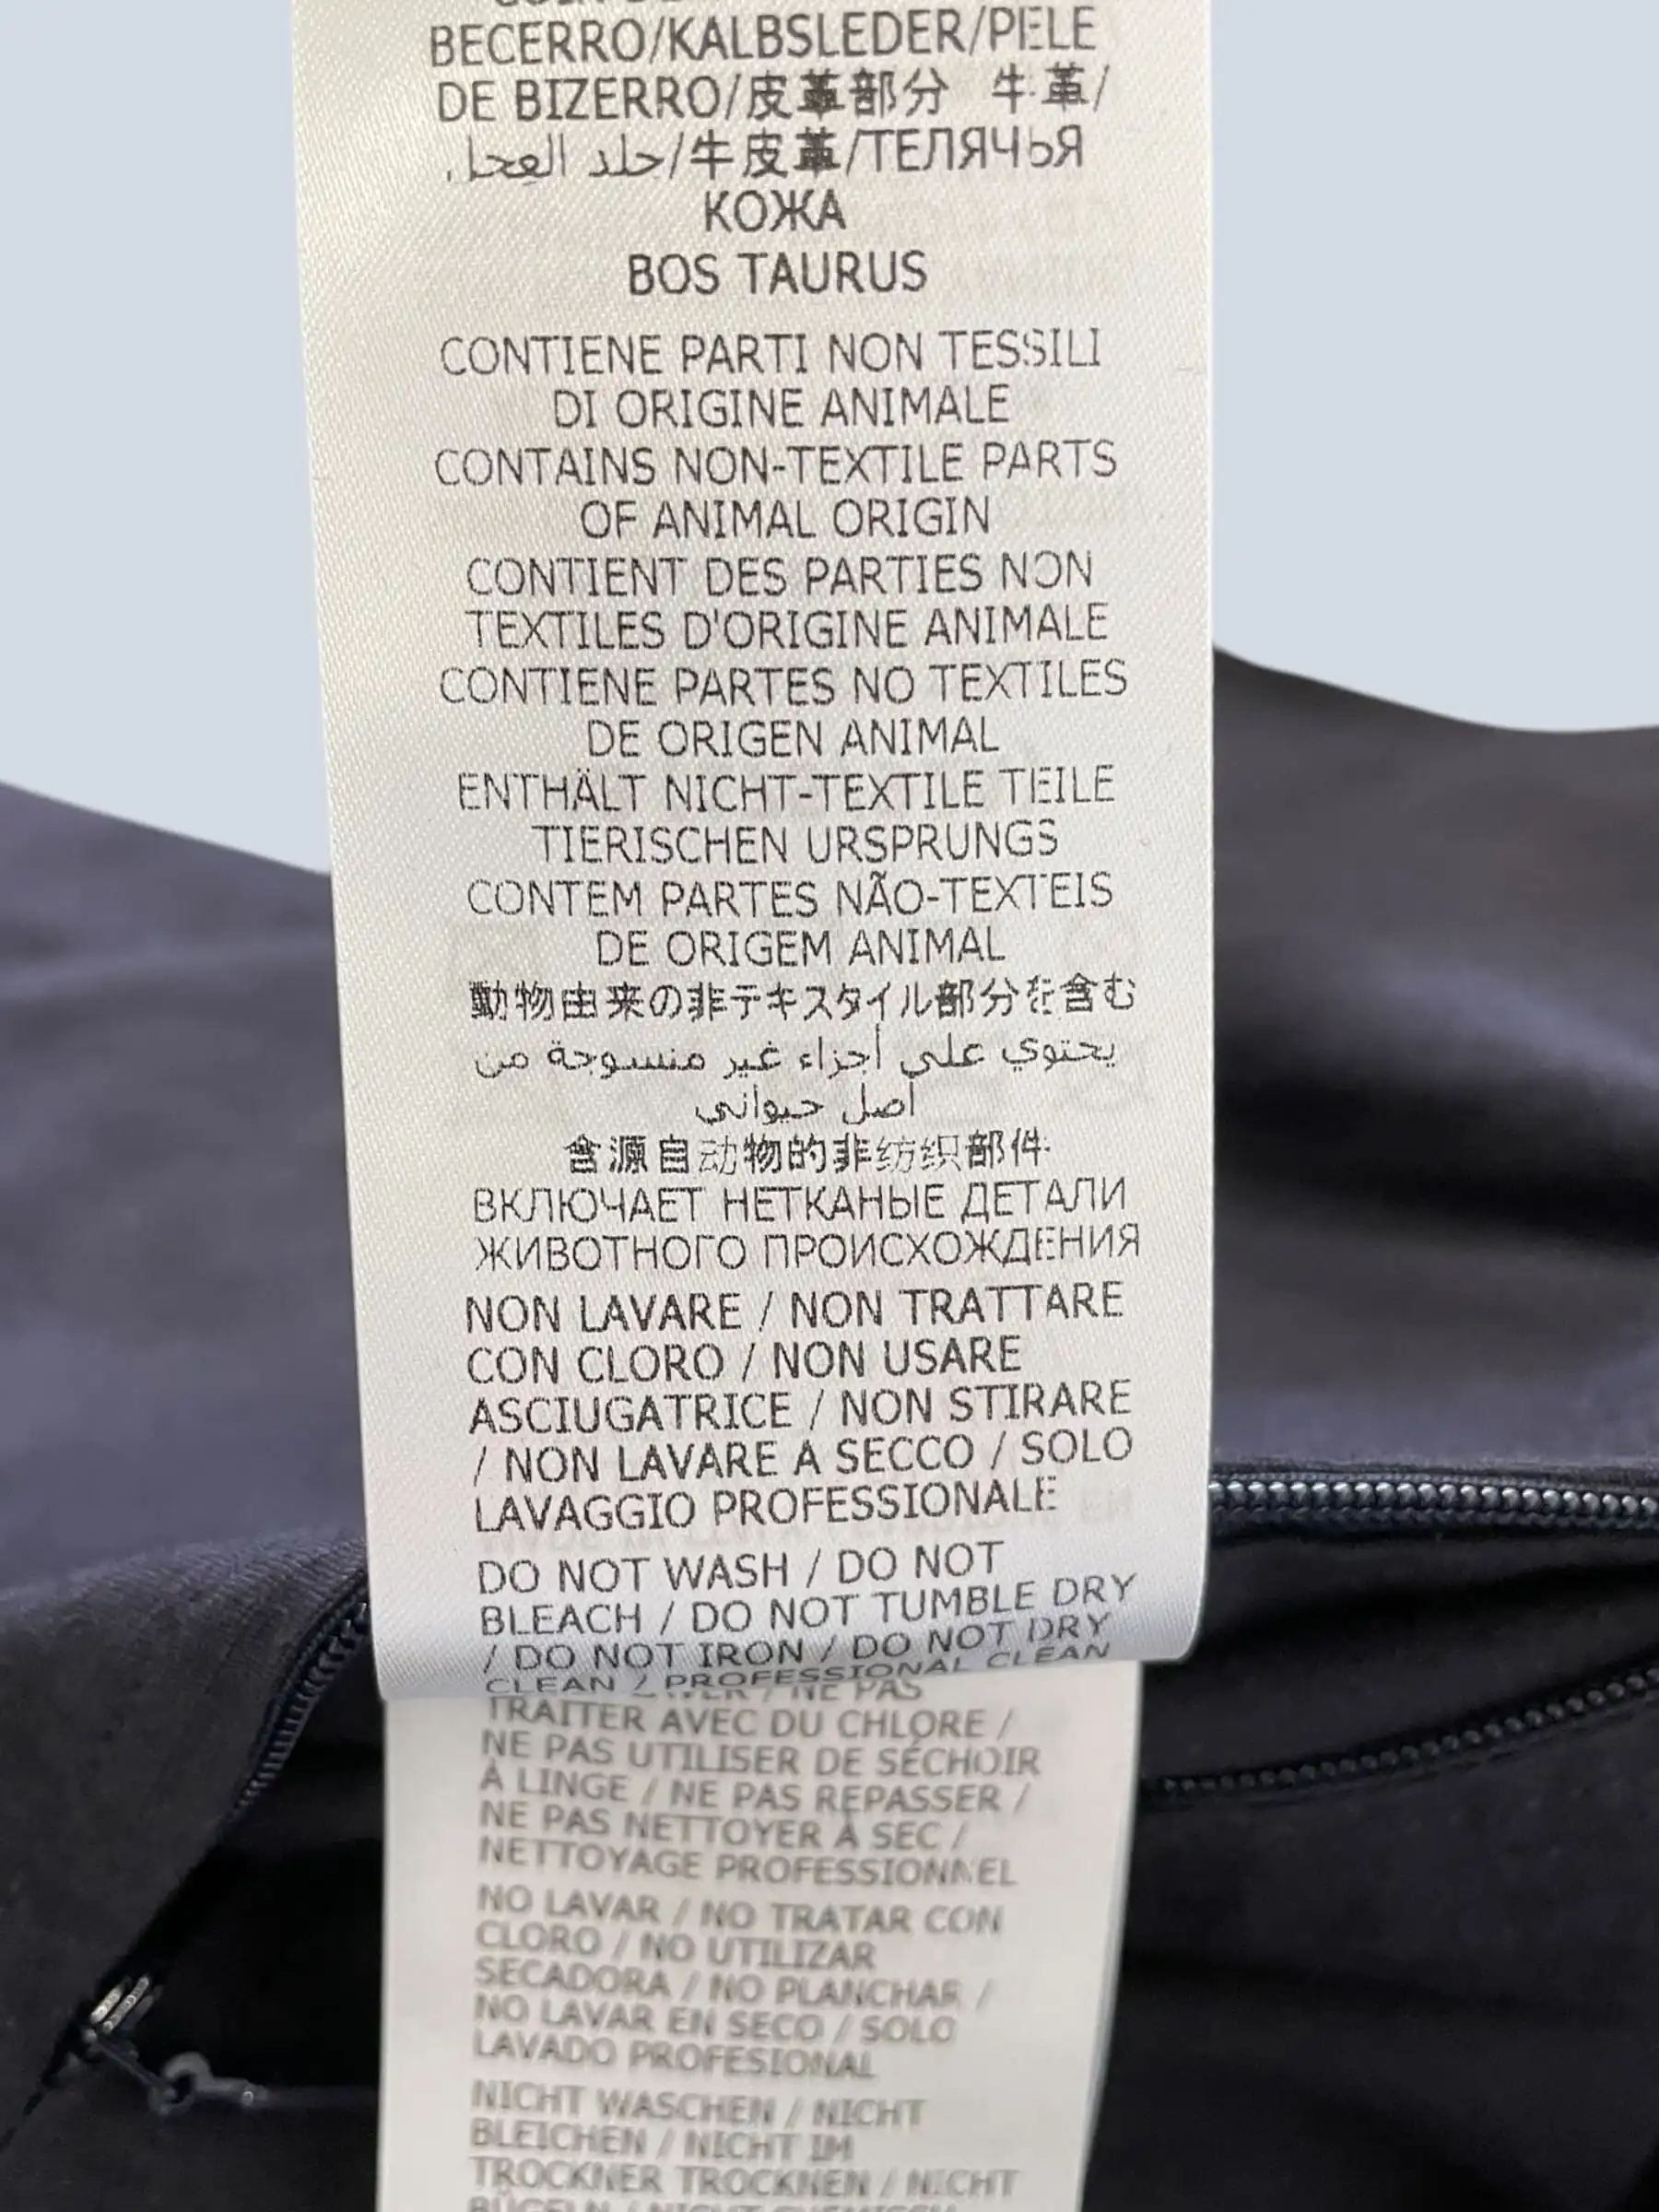 BECERRO/KALBSLEDER/PELE
DE BIZERRO/皮革部分 牛革/
جلد العجل/牛皮革/ТЕЛЯЧЬЯ
КОЖА
BOS TAURUS
CONTIENE PARTI NON TESSILI
DI ORIGINE ANIMALE
CONTAINS NON-TEXTILE PARTS
OF ANIMAL ORIGIN
CONTIENT DES PARTIES NON
TEXTILES D'ORIGINE ANIMALE
CONTIENE PARTES NO TEXTILES
DE ORIGEN ANIMAL
ENTHÄLT NICHT-TEXTILE TEILE
TIERISCHEN URSPRUNGS
CONTEM PARTES NÃO-TEXTEIS
DE ORIGEM ANIMAL
動物由来の非テキスタイル部分を含む
يحتوي على أجزاء غير منسوجة من
أصل حيواني
含源自动物的非纺织部件
ВКЛЮЧАЕТ НЕТКАНЫЕ ДЕТАЛИ
ЖИВОТНОГО ПРОИСХОЖДЕНИЯ
NON LAVARE / NON TRATTARE
CON CLORO / NON USARE
ASCIUGATRICE / NON STIRARE
/ NON LAVARE A SECCO / SOLO
LAVAGGIO PROFESSIONALE
DO NOT WASH / DO NOT
BLEACH / DO NOT TUMBLE DRY
/ DO NOT IRON / DO NOT DRY
CLEAN / PROFESSIONAL CLEAN
/ NE PAS
TRAITER AVEC DU CHLORE /
NE PAS UTILISER DE SÉCHOIR
À LINGE / NE PAS REPASSER /
NE PAS NETTOYER À SEC /
NETTOYAGE PROFESSIONNEL
NO LAVAR / NO TRATAR CON
CLORO / NO UTILIZAR
SECADORA / NO PLANCHAR /
NO LAVAR EN SECO / SOLO
LAVADO PROFESIONAL
NICHT WASCHEN / NICHT
BLEICHEN / NICHT IM
TROCKNER TROCKNEN / NICHT
BÜGELN / NICHT CHEMISCH